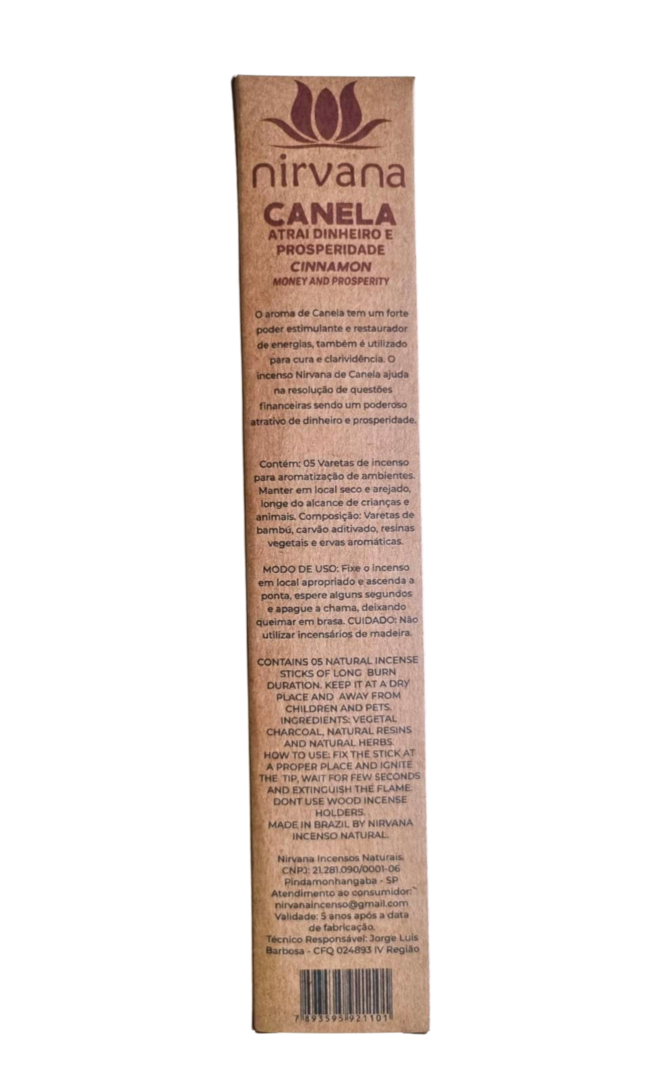 nirvana
CANELA
ATRAI DINHEIRO E
PROSPERIDADE
CINNAMON
MONEY AND PROSPERITY
O aroma de Canela tem um forte
poder estimulante e restaurador
de energias, também é utilizado
para cura e clarividência. O
incenso Nirvana de Canela ajuda
na resolução de questões
financeiras sendo um poderoso
atrativo de dinheiro e prosperidade.
Contém: 05 Varetas de incenso
para aromatização de ambientes.
Manter em local seco e arejado,
longe do alcance de crianças e
animais. Composição: Varetas de
bambú, carvão aditivado, resinas
vegetais e ervas aromáticas.
MODO DE USO: Fixe o incenso
em local apropriado e ascenda a
ponta, espere alguns segundos
e apague a chama, deixando
queimar em brasa. CUIDADO: Não
utilizar incensários de madeira.
CONTAINS 05 NATURAL INCENSE
STICKS OF LONG BURN
DURATION. KEEP IT AT A DRY
PLACE AND AWAY FROM
CHILDREN AND PETS.
INGREDIENTS: VEGETAL
CHARCOAL, NATURAL RESINS
AND NATURAL HERBS.
HOW TO USE: FIX THE STICK AT
A PROPER PLACE AND IGNITE
THE TIP, WAIT FOR FEW SECONDS
AND EXTINGUISH THE FLAME.
DONT USE WOOD INCENSE
HOLDERS.
MADE IN BRAZIL BY NIRVANA
INCENSO NATURAL.
Nirvana Incensos Naturais
CNPJ: 21.281.090/0001-06
Pindamonhangaba - SP
Atendimento ao consumidor:
nirvanaincenso@gmail.com
Validade: 5 anos após a data
de fabricação.
Técnico Responsável: Jorge Luis
Barbosa - CFQ 024893 IV Região
7 893595 921101